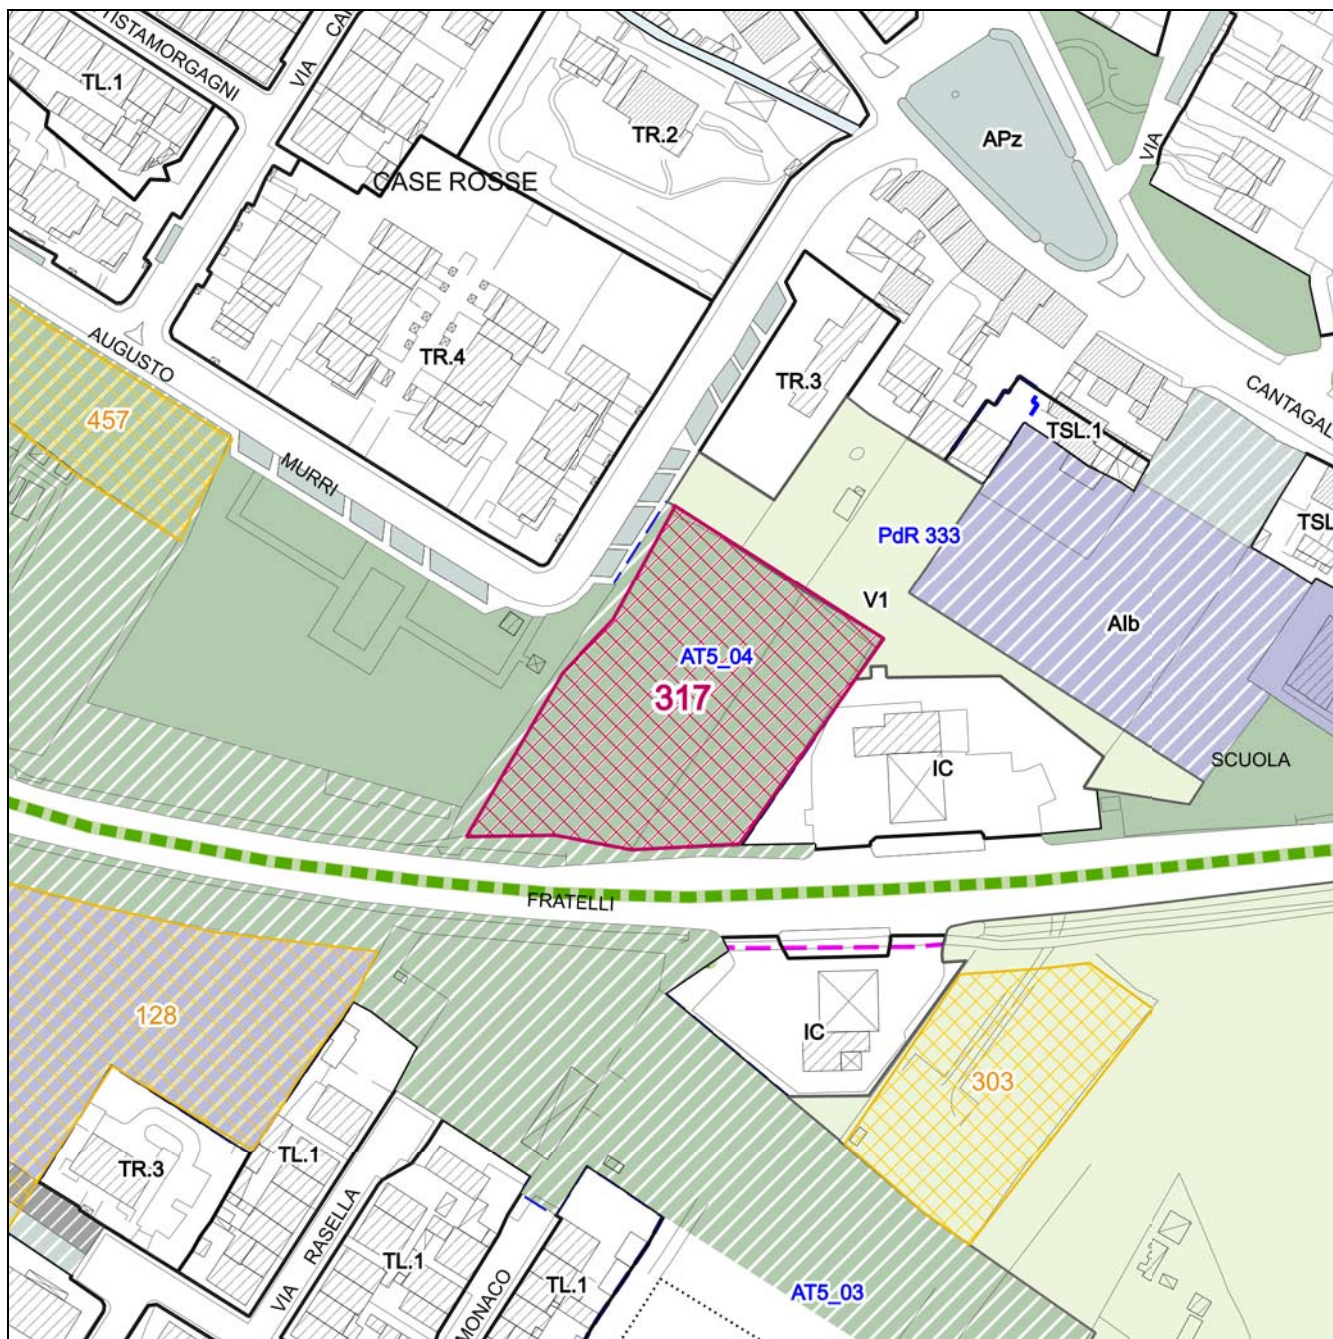 TISTAMORGAGNI
VIA
TL.1
TR.2
APz
VIA
CASE ROSSE
TR.4
TR.3
AUGUSTO
457
MURRI
CANTAGAL
TSL.1
TSL
PdR 333
V1
AIb
AT5_04
317
IC
SCUOLA
FRATELLI
128
IC
303
TL.1
TR.3
RASELLA
VIA
TL.1
MONACO
TL.1
AT5_03